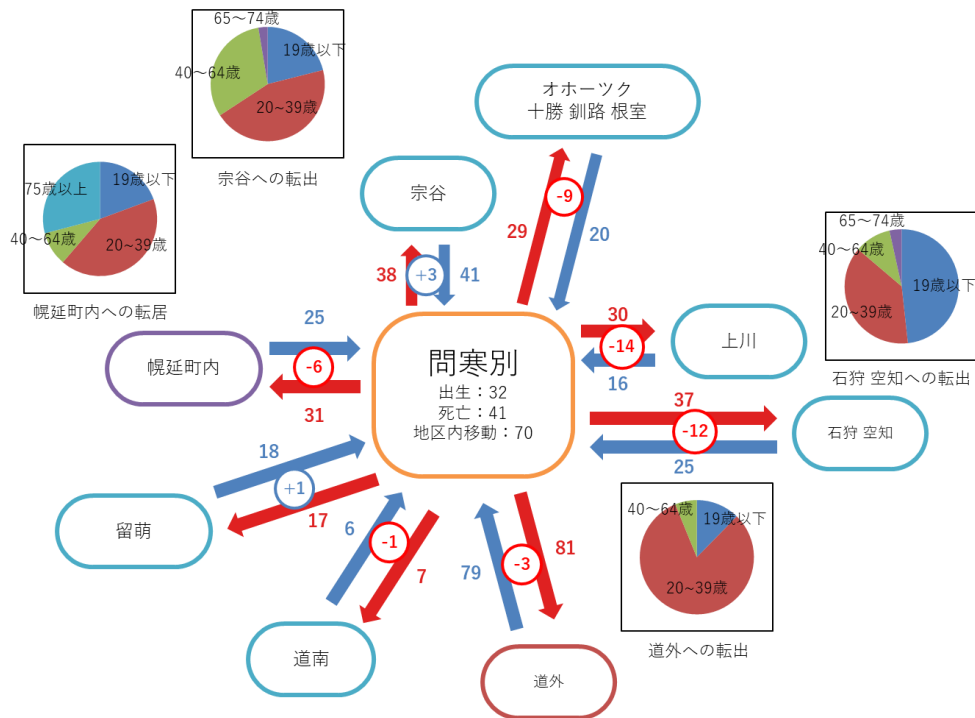 65～74歳
19歳以下
40～64歳
20~39歳
宗谷への転出
オホーツク
十勝 釧路 根室
75歳以上
19歳以下
40～64歳
20~39歳
幌延町内への転居
宗谷
38
+3
41
29
-9
20
65～74歳
40～64歳
19歳以下
20~39歳
石狩 空知への転出
幌延町内
25
-6
31
問寒別
出生：32
死亡：41
地区内移動：70
30
-14
16
上川
37
-12
25
石狩 空知
留萌
18
+1
17
6
-1
7
道南
79
-3
81
道外
40～64歳
19歳以下
20~39歳
道外への転出